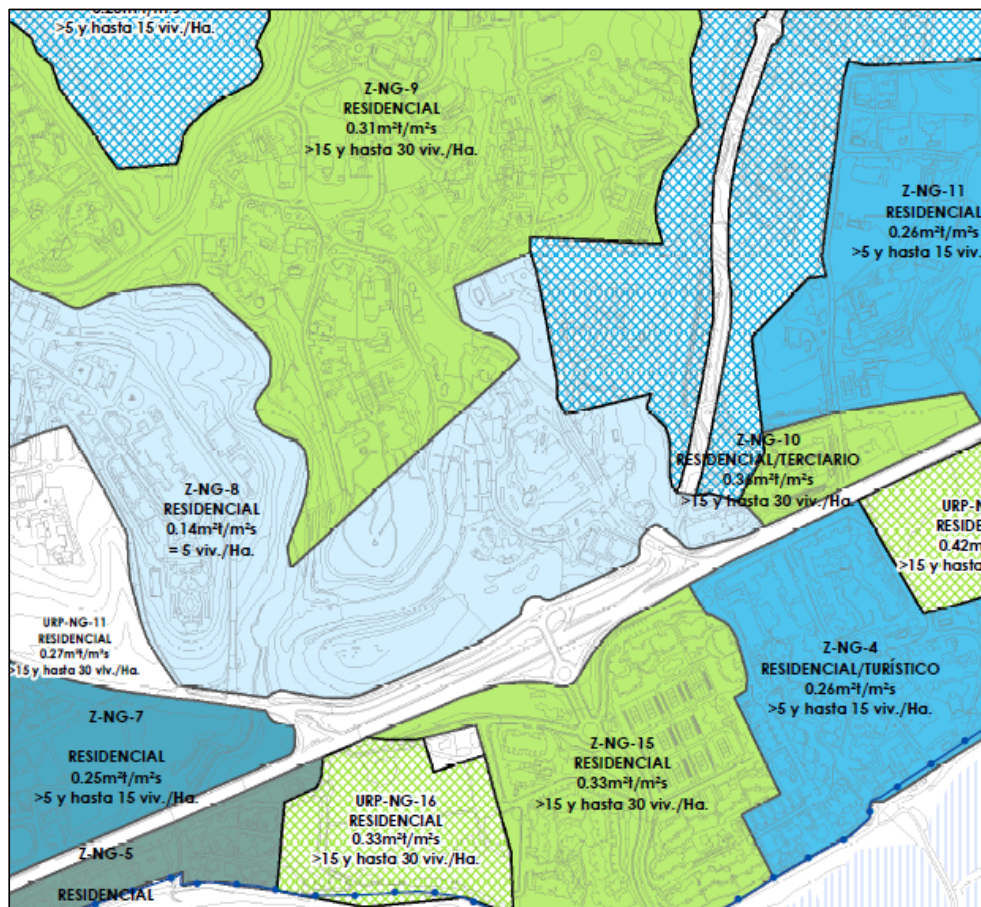 >5 y hasta 15 viv./Ha.
Z-NG-9
RESIDENCIAL
0.31m²t/m²s
>15 y hasta 30 viv./Ha.
Z-NG-11
RESIDENCIAL
0.26m²t/m²s
>5 y hasta 15 viv.
Z-NG-10
RESIDENCIAL/TERCIARIO
0.36m²t/m²s
>15 y hasta 30 viv./Ha.
Z-NG-8
RESIDENCIAL
0.14m²t/m²s
= 5 viv./Ha.
URP-N
RESIDE
0.42m
>15 y hasta
URP-NG-11
RESIDENCIAL
0.27m²t/m²s
>15 y hasta 30 viv./Ha.
Z-NG-4
RESIDENCIAL/TURÍSTICO
0.26m²t/m²s
>5 y hasta 15 viv./Ha.
Z-NG-7
RESIDENCIAL
0.25m²t/m²s
>5 y hasta 15 viv./Ha.
Z-NG-15
RESIDENCIAL
0.33m²t/m²s
>15 y hasta 30 viv./Ha.
URP-NG-16
RESIDENCIAL
0.33m²t/m²s
>15 y hasta 30 viv./Ha.
Z-NG-5
RESIDENCIAL